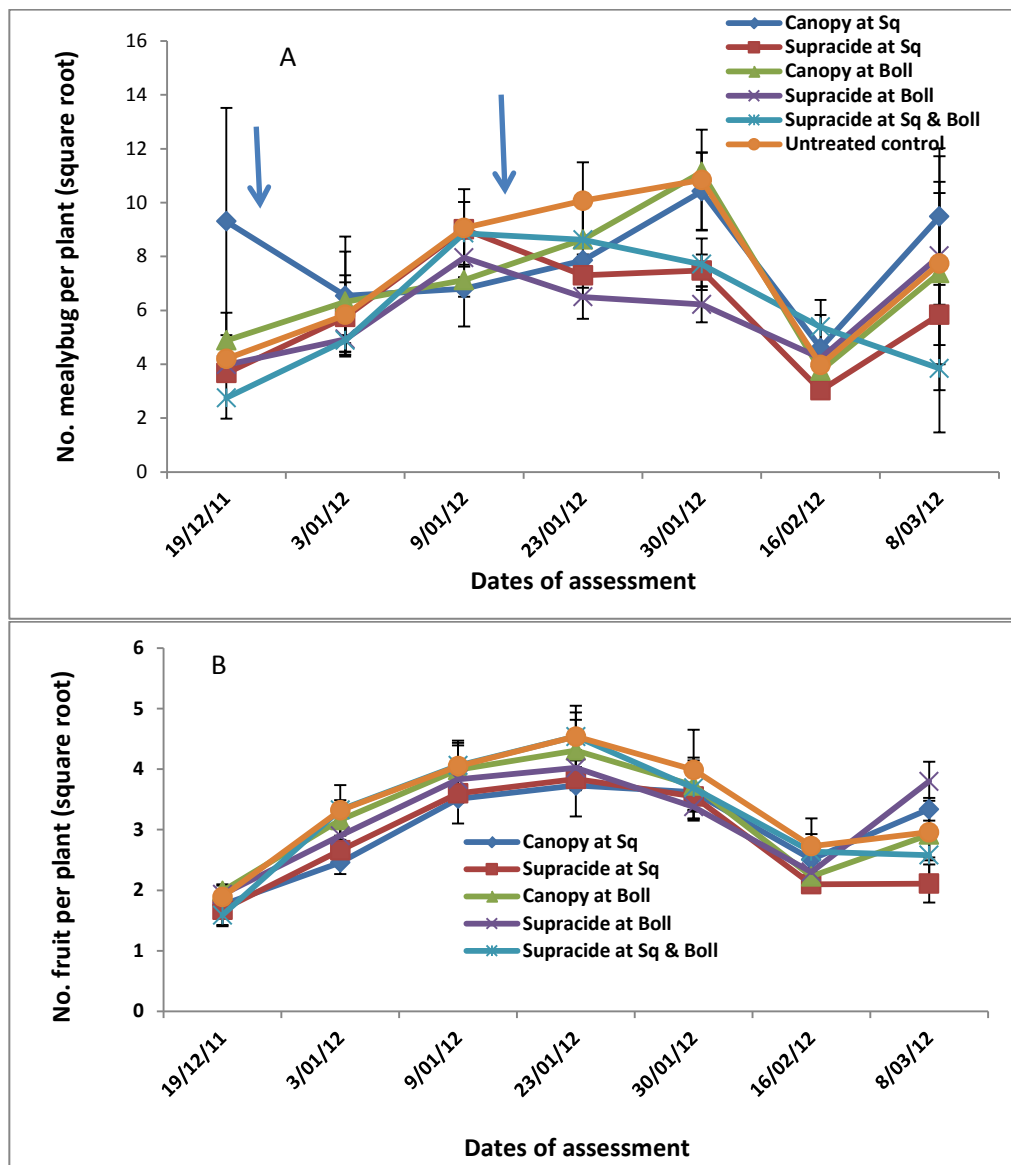 A
Canopy at Sq
Supracide at Sq
Canopy at Boll
Supracide at Boll
Supracide at Sq & Boll
Untreated control
No. mealybug per plant (square root)
16
14
12
10
8
6
4
2
0
19/12/11
3/01/12
9/01/12
23/01/12
30/01/12
16/02/12
8/03/12
Dates of assessment
B
No. fruit per plant (square root)
6
5
4
3
2
1
0
Canopy at Sq
Supracide at Sq
Canopy at Boll
Supracide at Boll
Supracide at Sq & Boll
19/12/11
3/01/12
9/01/12
23/01/12
30/01/12
16/02/12
8/03/12
Dates of assessment